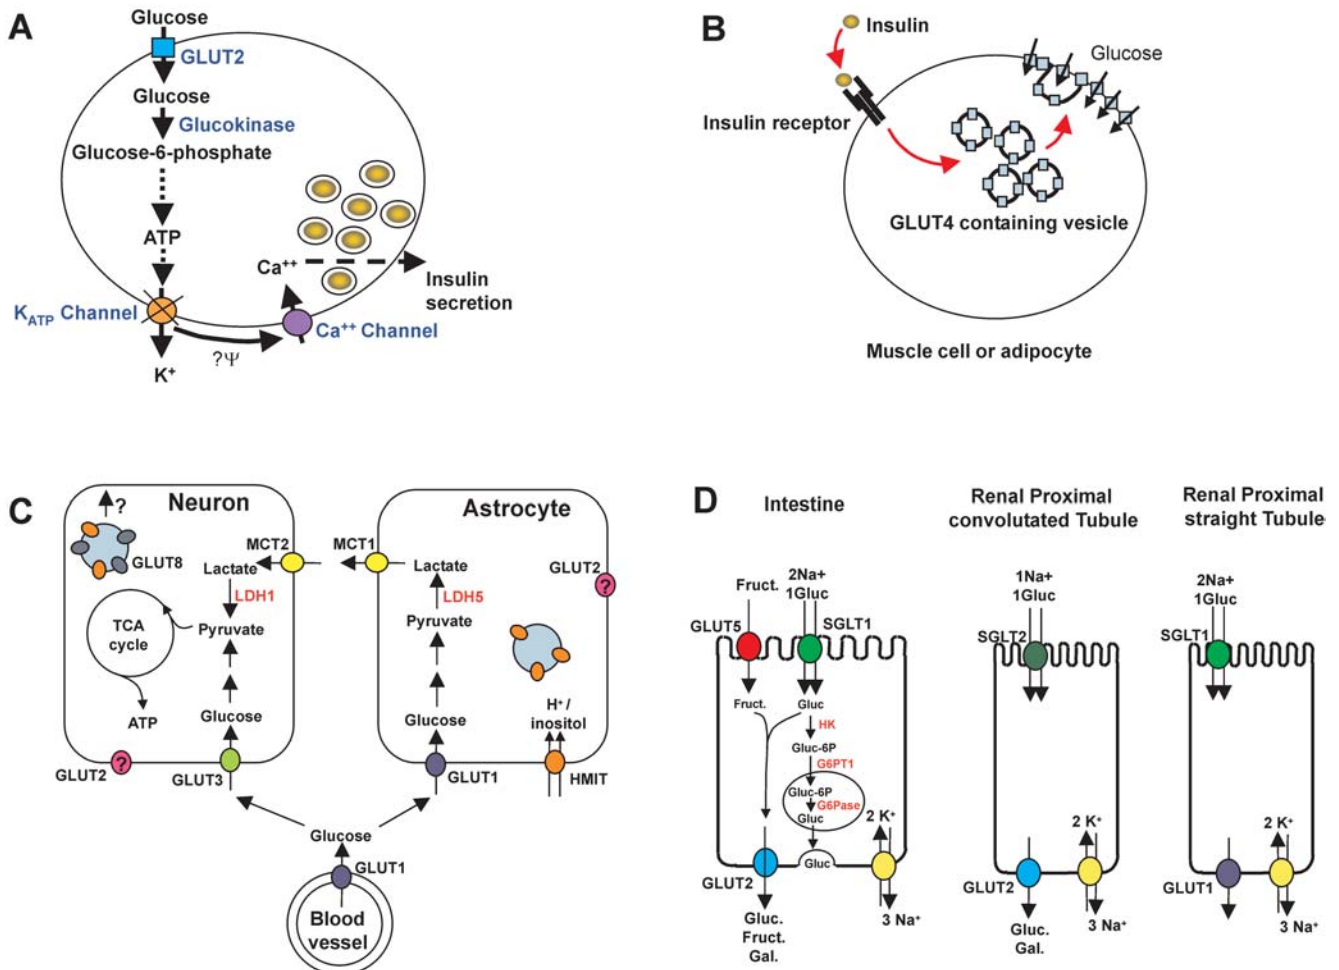 A
Glucose
GLUT2
Glucose
Glucokinase
Glucose-6-phosphate
ATP
Ca++
Insulin
secretion
KATP Channel
Ca++ Channel
?Ψ
K+
B
Insulin
Glucose
Insulin receptor
GLUT4 containing vesicle
Muscle cell or adipocyte
C
Neuron
?
GLUT8
MCT2
Lactate
LDH1
TCA
cycle
Pyruvate
ATP
Glucose
GLUT2
?
GLUT3
Astrocyte
MCT1
Lactate
LDH5
GLUT2
?
Pyruvate
H+ /
inositol
Glucose
GLUT1
HMIT
Glucose
GLUT1
Blood
vessel
D
Intestine
Fruct.
2Na+
1Gluc
GLUT5
SGLT1
Fruct.
Gluc
HK
Gluc-6P
G6PT1
Gluc-6P
G6Pase
Gluc
2 K+
Gluc
GLUT2
Gluc.
Fruct.
Gal.
3 Na+
Renal Proximal
convolutated Tubule
1Na+
1Gluc
SGLT2
2 K+
GLUT2
Gluc.
Gal.
3 Na+
Renal Proximal
straight Tubule
2Na+
1Gluc
SGLT1
2 K+
GLUT1
3 Na+